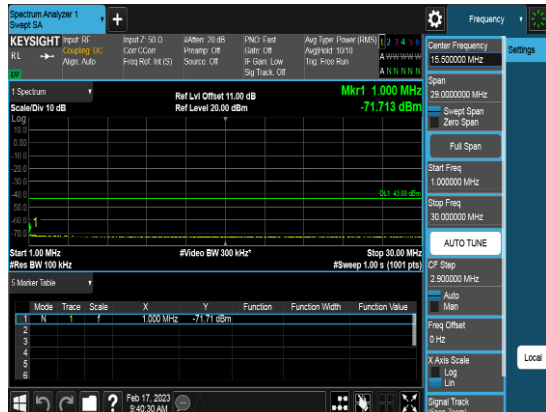 Spectrum Analyzer 1
Swept SA
Frequency
KEYSIGHT
RL
Input: RF
Coupling: DC
Align: Auto
Input Z: 50 Ω
Corr CCorr
Freq Ref: Int (S)
#Atten: 20 dB
Preamp: Off
Source: Off
PNO: Fast
Gate: Off
IF Gain: Low
Sig Track: Off
Avg Type: Power (RMS)
Avg|Hold: 10/10
Trig: Free Run
1 2 3 4 5 6
A W W W W W
A N N N N N
1 Spectrum
Scale/Div 10 dB
Ref Lvl Offset 11.00 dB
Ref Level 20.00 dBm
Mkr1 1.000 MHz
-71.713 dBm
Log
10.0
0.00
-10.0
-20.0
-30.0
-40.0
-50.0
-60.0
-70.0
DL1 -43.00 dBm
1
Start 1.00 MHz
#Res BW 100 kHz
#Video BW 300 kHz*
Stop 30.00 MHz
#Sweep 1.00 s (1001 pts)
5 Marker Table
Mode Trace Scale X Y Function Function Width Function Value
1 N 1 f 1.000 MHz -71.71 dBm
2
3
4
5
6
Feb 17, 2023
9:40:30 AM
Center Frequency
15.500000 MHz
Span
29.0000000 MHz
Swept Span
Zero Span
Full Span
Start Freq
1.000000 MHz
Stop Freq
30.000000 MHz
AUTO TUNE
CF Step
2.900000 MHz
Auto
Man
Freq Offset
0 Hz
X Axis Scale
Log
Lin
Signal Track
Settings
Local